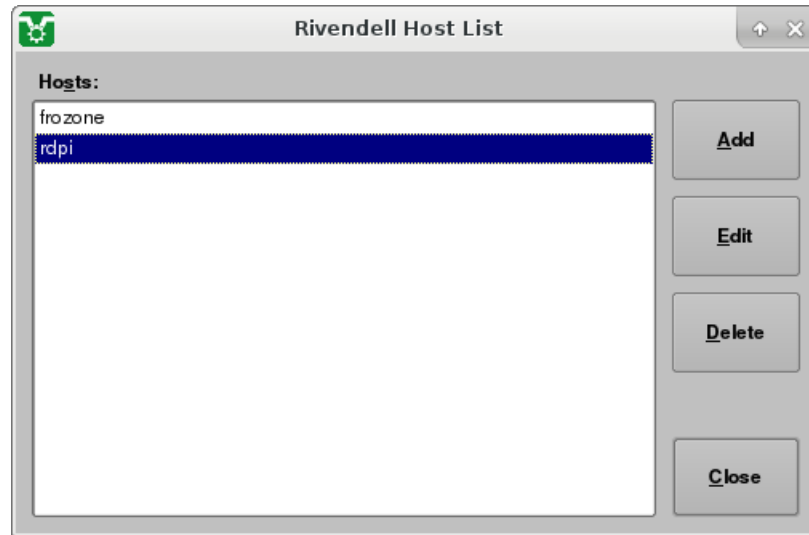 Rivendell Host List
Hosts:
frozone
rdpi
Add
Edit
Delete
Close